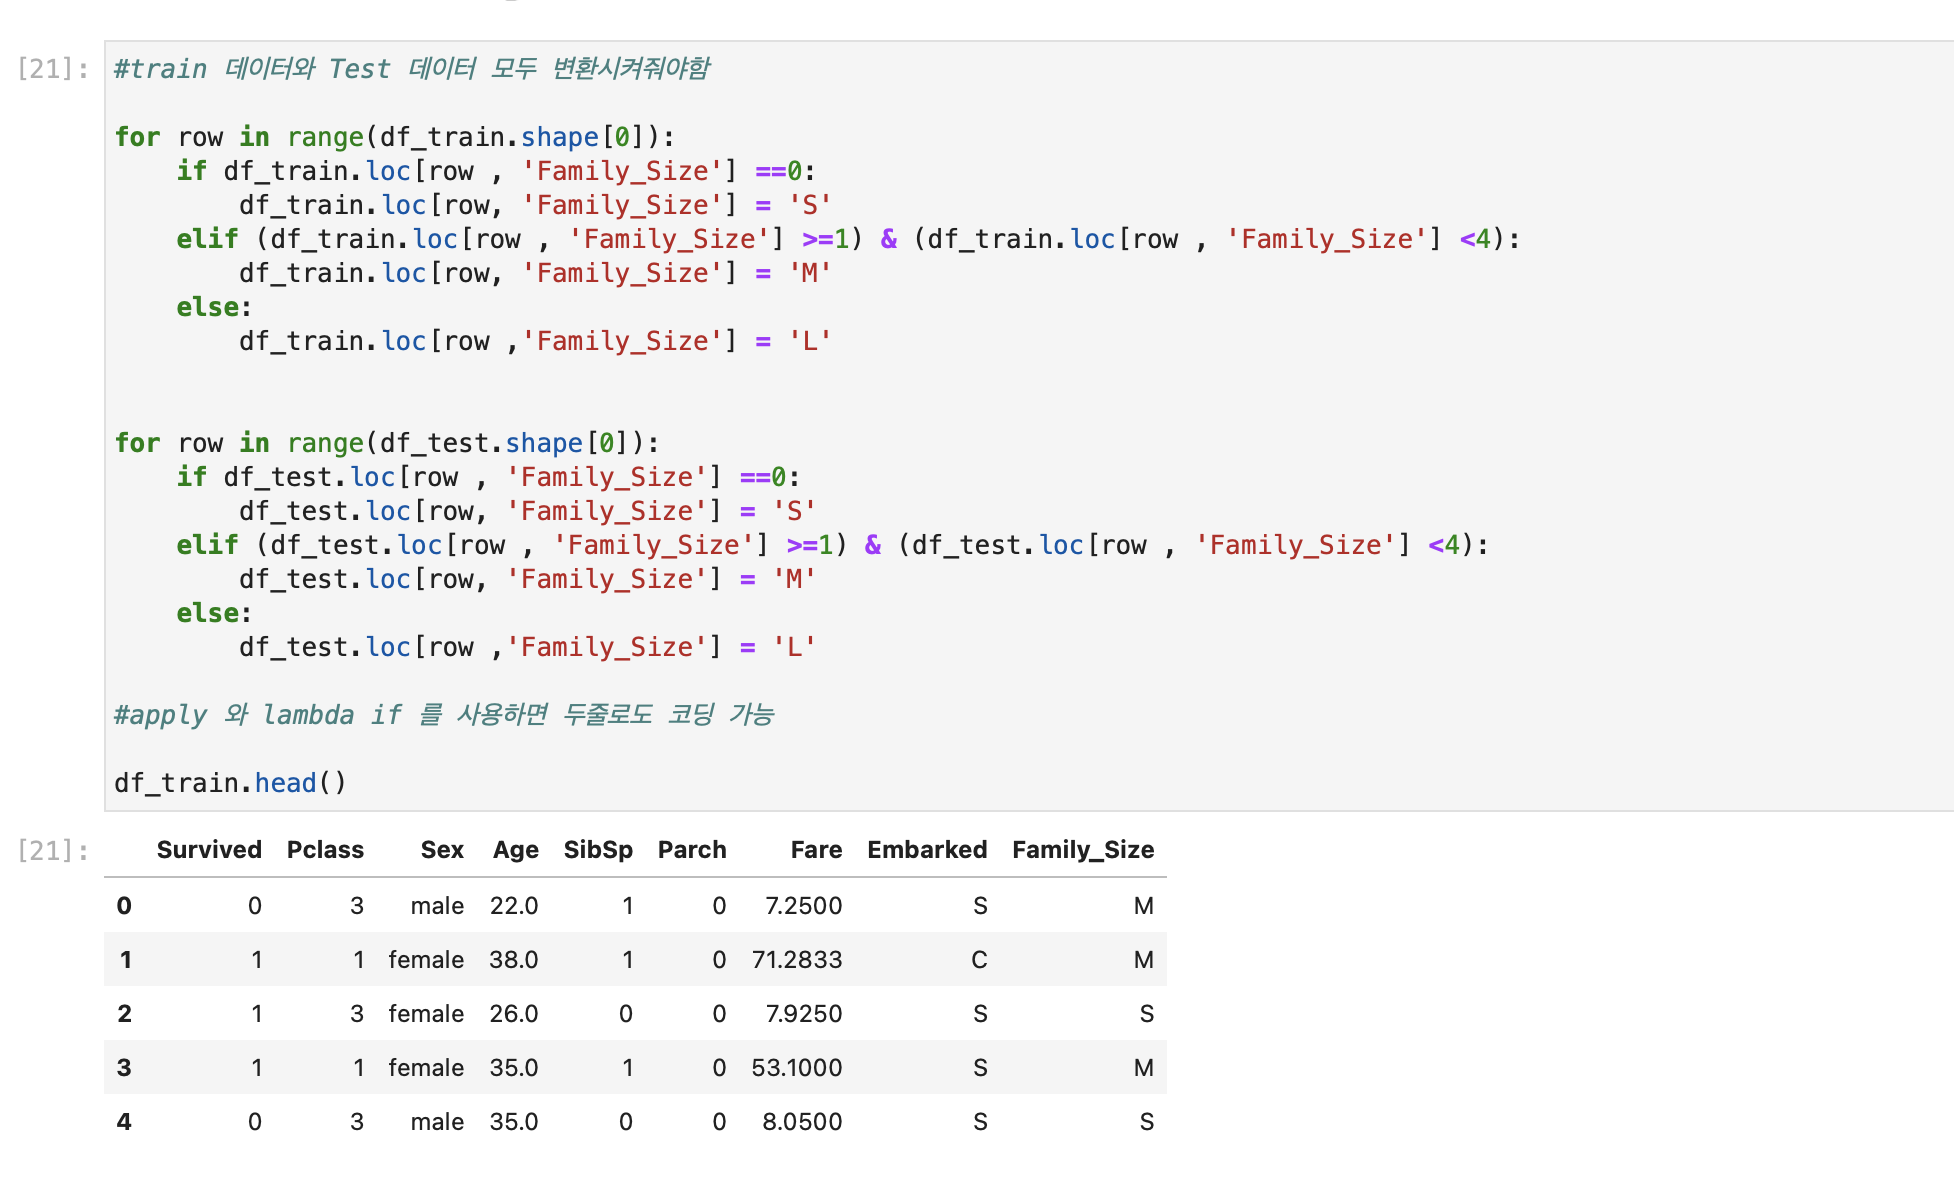 [21]: #train 데이터와 Test 데이터 모두 변환시켜줘야함
for row in range(df_train.shape[0]):
    if df_train.loc[row , 'Family_Size'] ==0:
        df_train.loc[row, 'Family_Size'] = 'S'
    elif (df_train.loc[row , 'Family_Size'] >=1) & (df_train.loc[row , 'Family_Size'] <4):
        df_train.loc[row, 'Family_Size'] = 'M'
    else:
        df_train.loc[row ,'Family_Size'] = 'L'
for row in range(df_test.shape[0]):
    if df_test.loc[row , 'Family_Size'] ==0:
        df_test.loc[row, 'Family_Size'] = 'S'
    elif (df_test.loc[row , 'Family_Size'] >=1) & (df_test.loc[row , 'Family_Size'] <4):
        df_test.loc[row, 'Family_Size'] = 'M'
    else:
        df_test.loc[row ,'Family_Size'] = 'L'
#apply 와 lambda if 를 사용하면 두줄로도 코딩 가능
df_train.head()
[21]: Survived Pclass Sex Age SibSp Parch Fare Embarked Family_Size
0 0 3 male 22.0 1 0 7.2500 S M
1 1 1 female 38.0 1 0 71.2833 C M
2 1 3 female 26.0 0 0 7.9250 S S
3 1 1 female 35.0 1 0 53.1000 S M
4 0 3 male 35.0 0 0 8.0500 S S